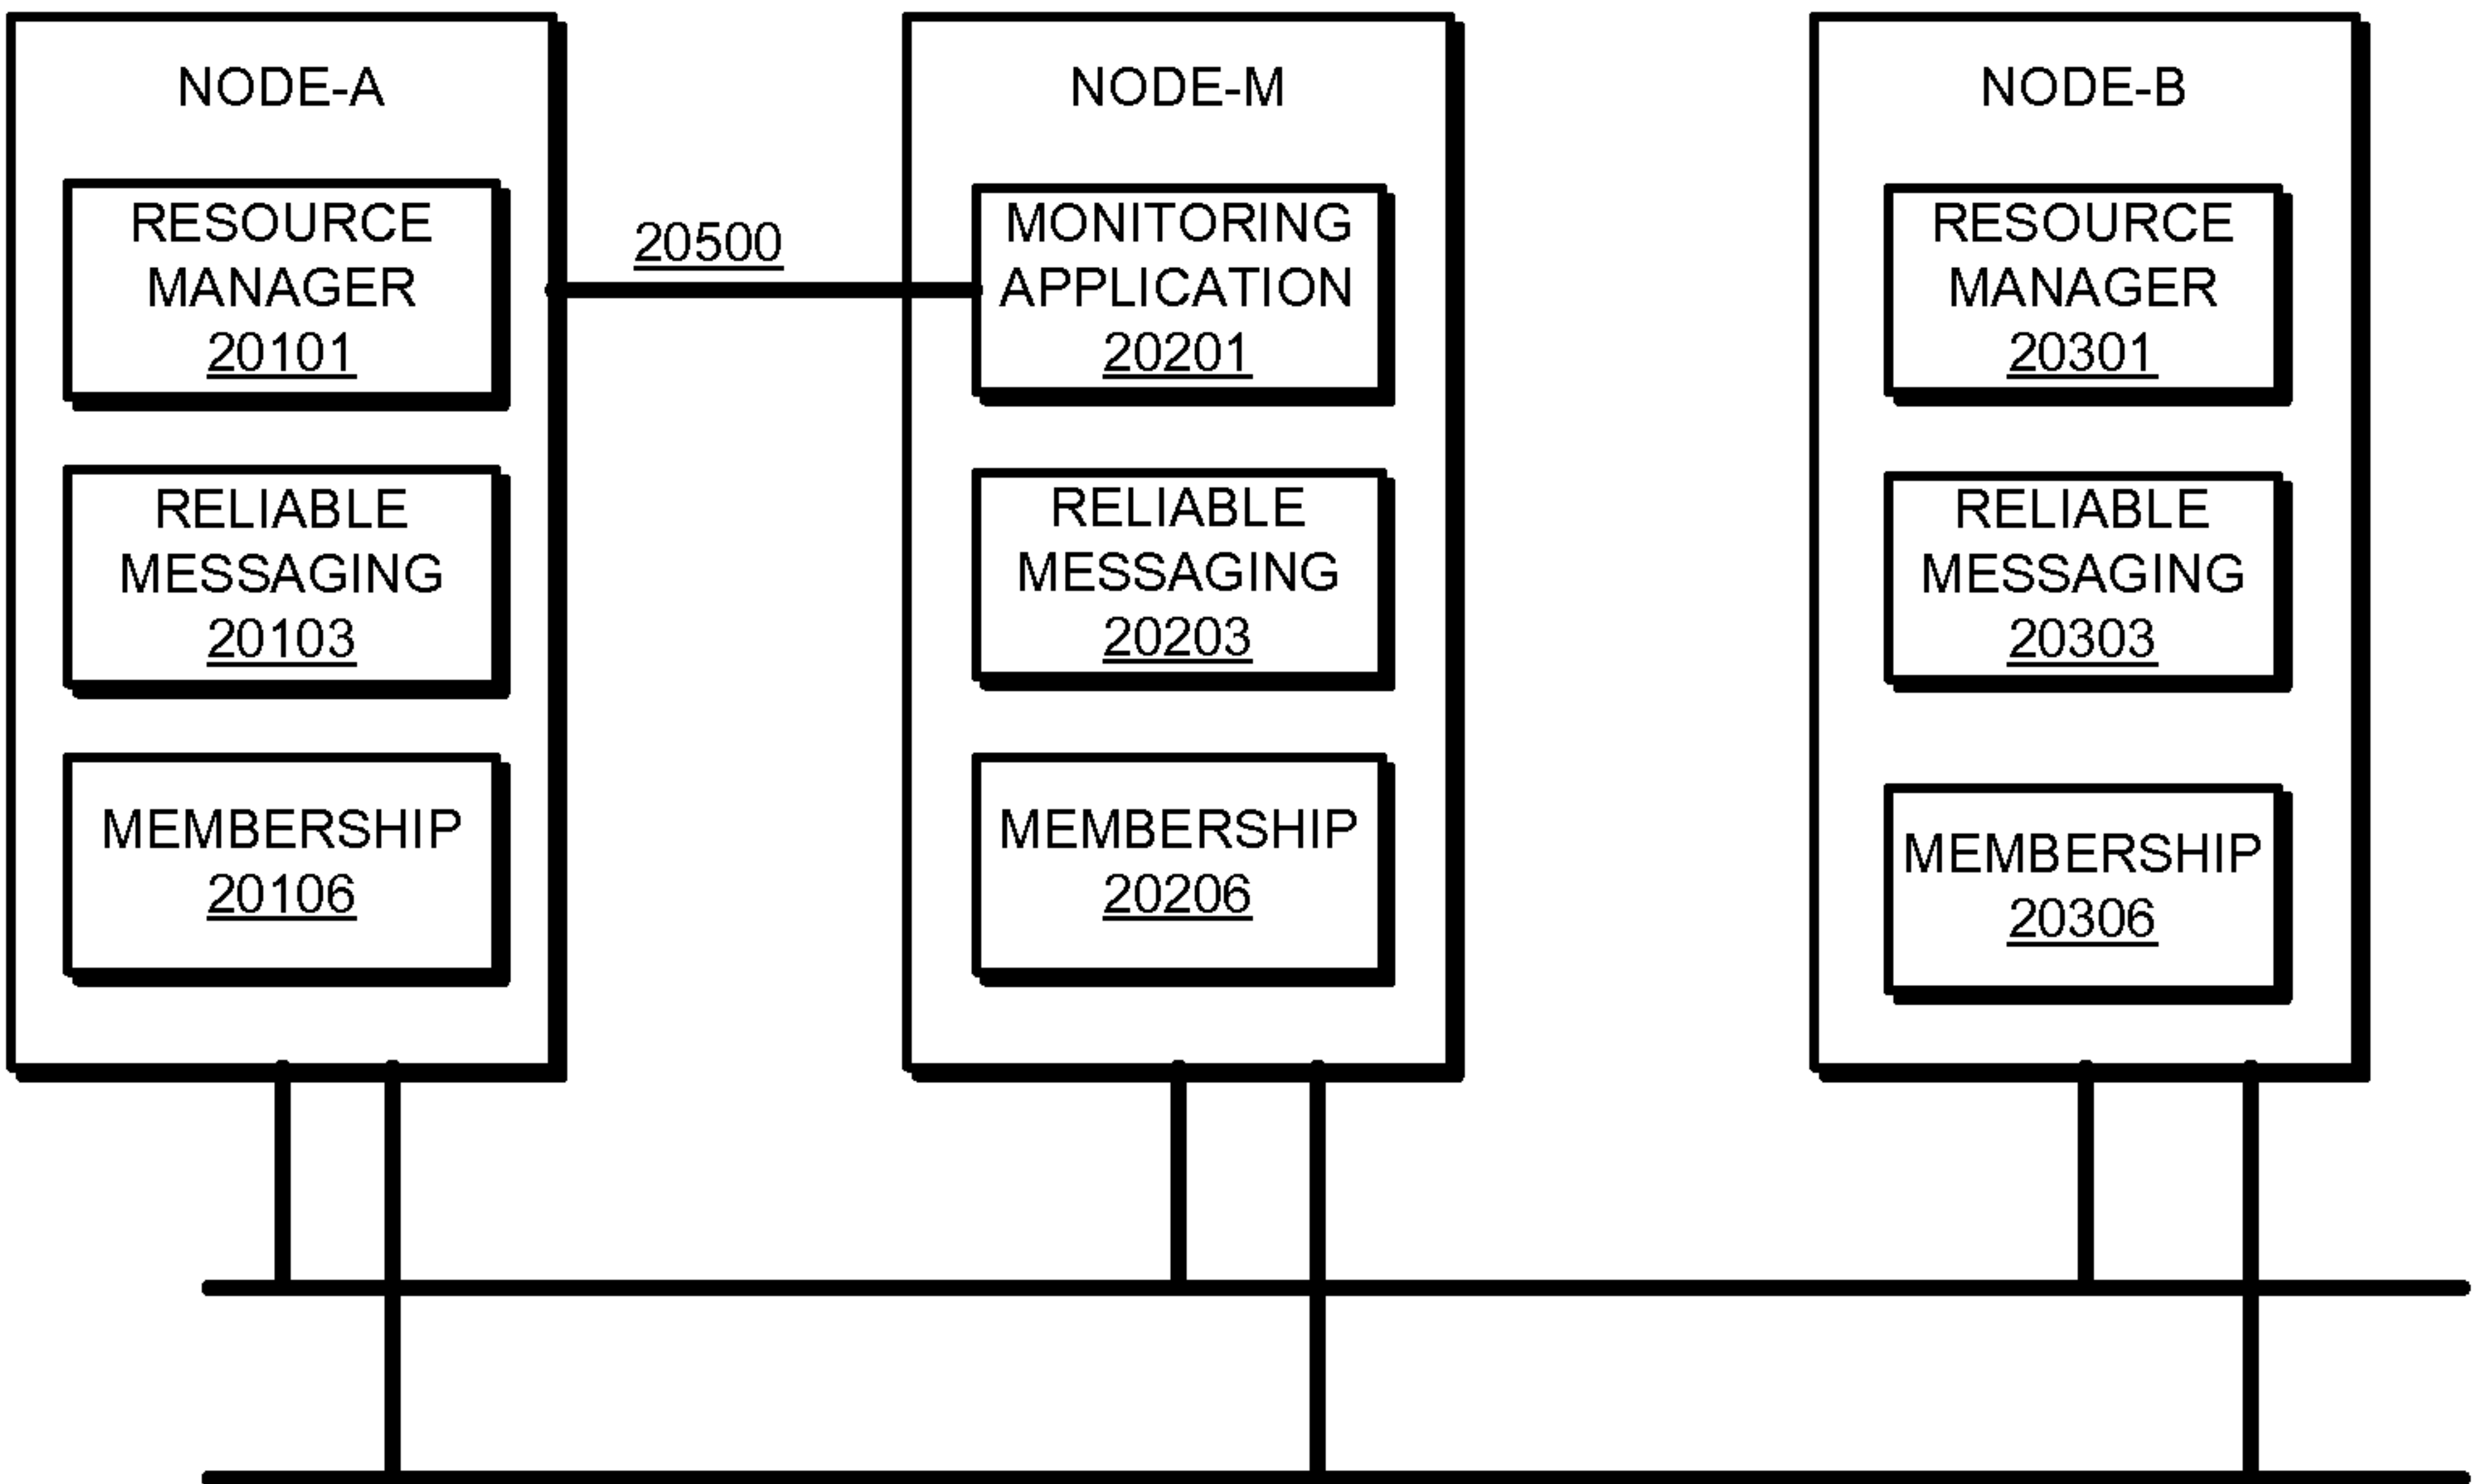 NODE-A
RESOURCE
MANAGER
20101
RELIABLE
MESSAGING
20103
MEMBERSHIP
20106
20500
NODE-M
MONITORING
APPLICATION
20201
RELIABLE
MESSAGING
20203
MEMBERSHIP
20206
NODE-B
RESOURCE
MANAGER
20301
RELIABLE
MESSAGING
20303
MEMBERSHIP
20306